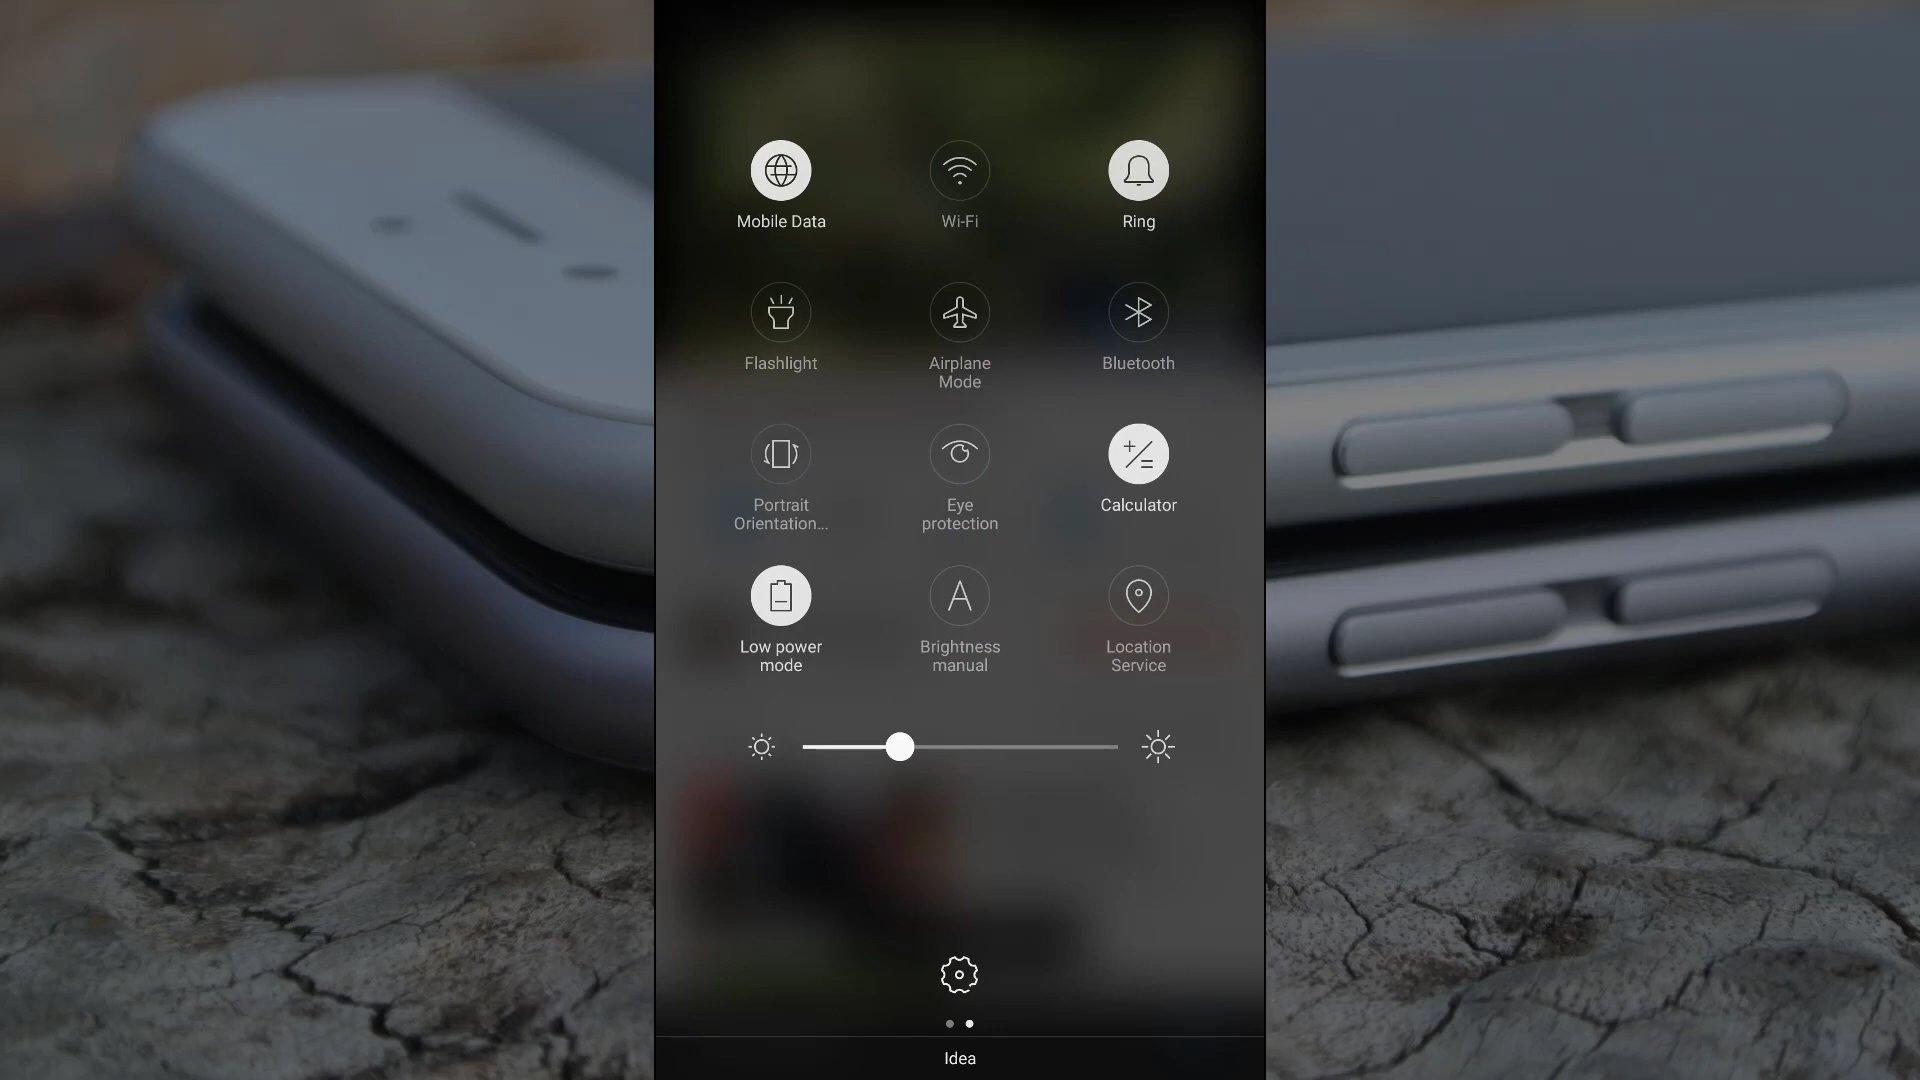 Mobile Data
Wi-Fi
Ring
Flashlight
Airplane
Mode
Bluetooth
Portrait
Orientation...
Eye
protection
Calculator
Low power
mode
Brightness
manual
Location
Service
Idea